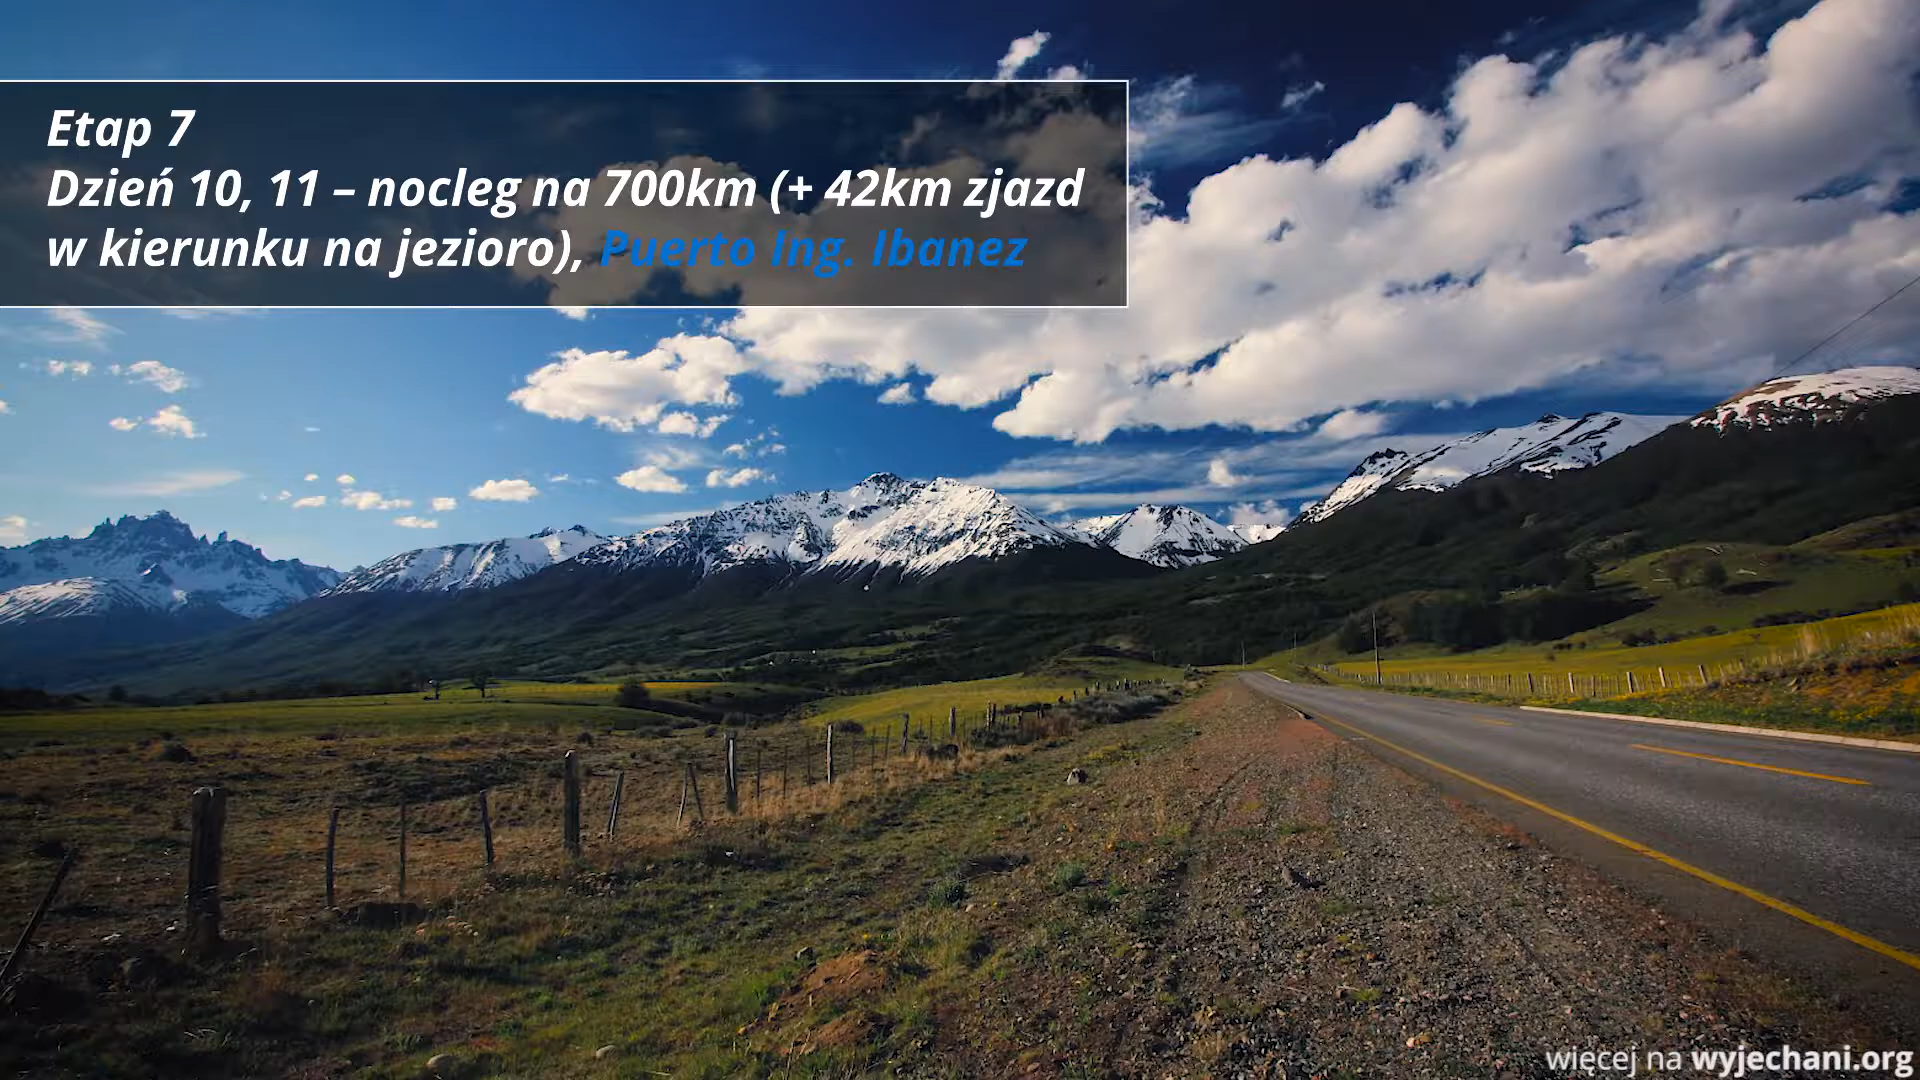 Etap 7
Dzień 10, 11 – nocleg na 700km (+ 42km zjazd
w kierunku na jezioro), Puerto Ing. Ibanez
więcej na wyjechani.org